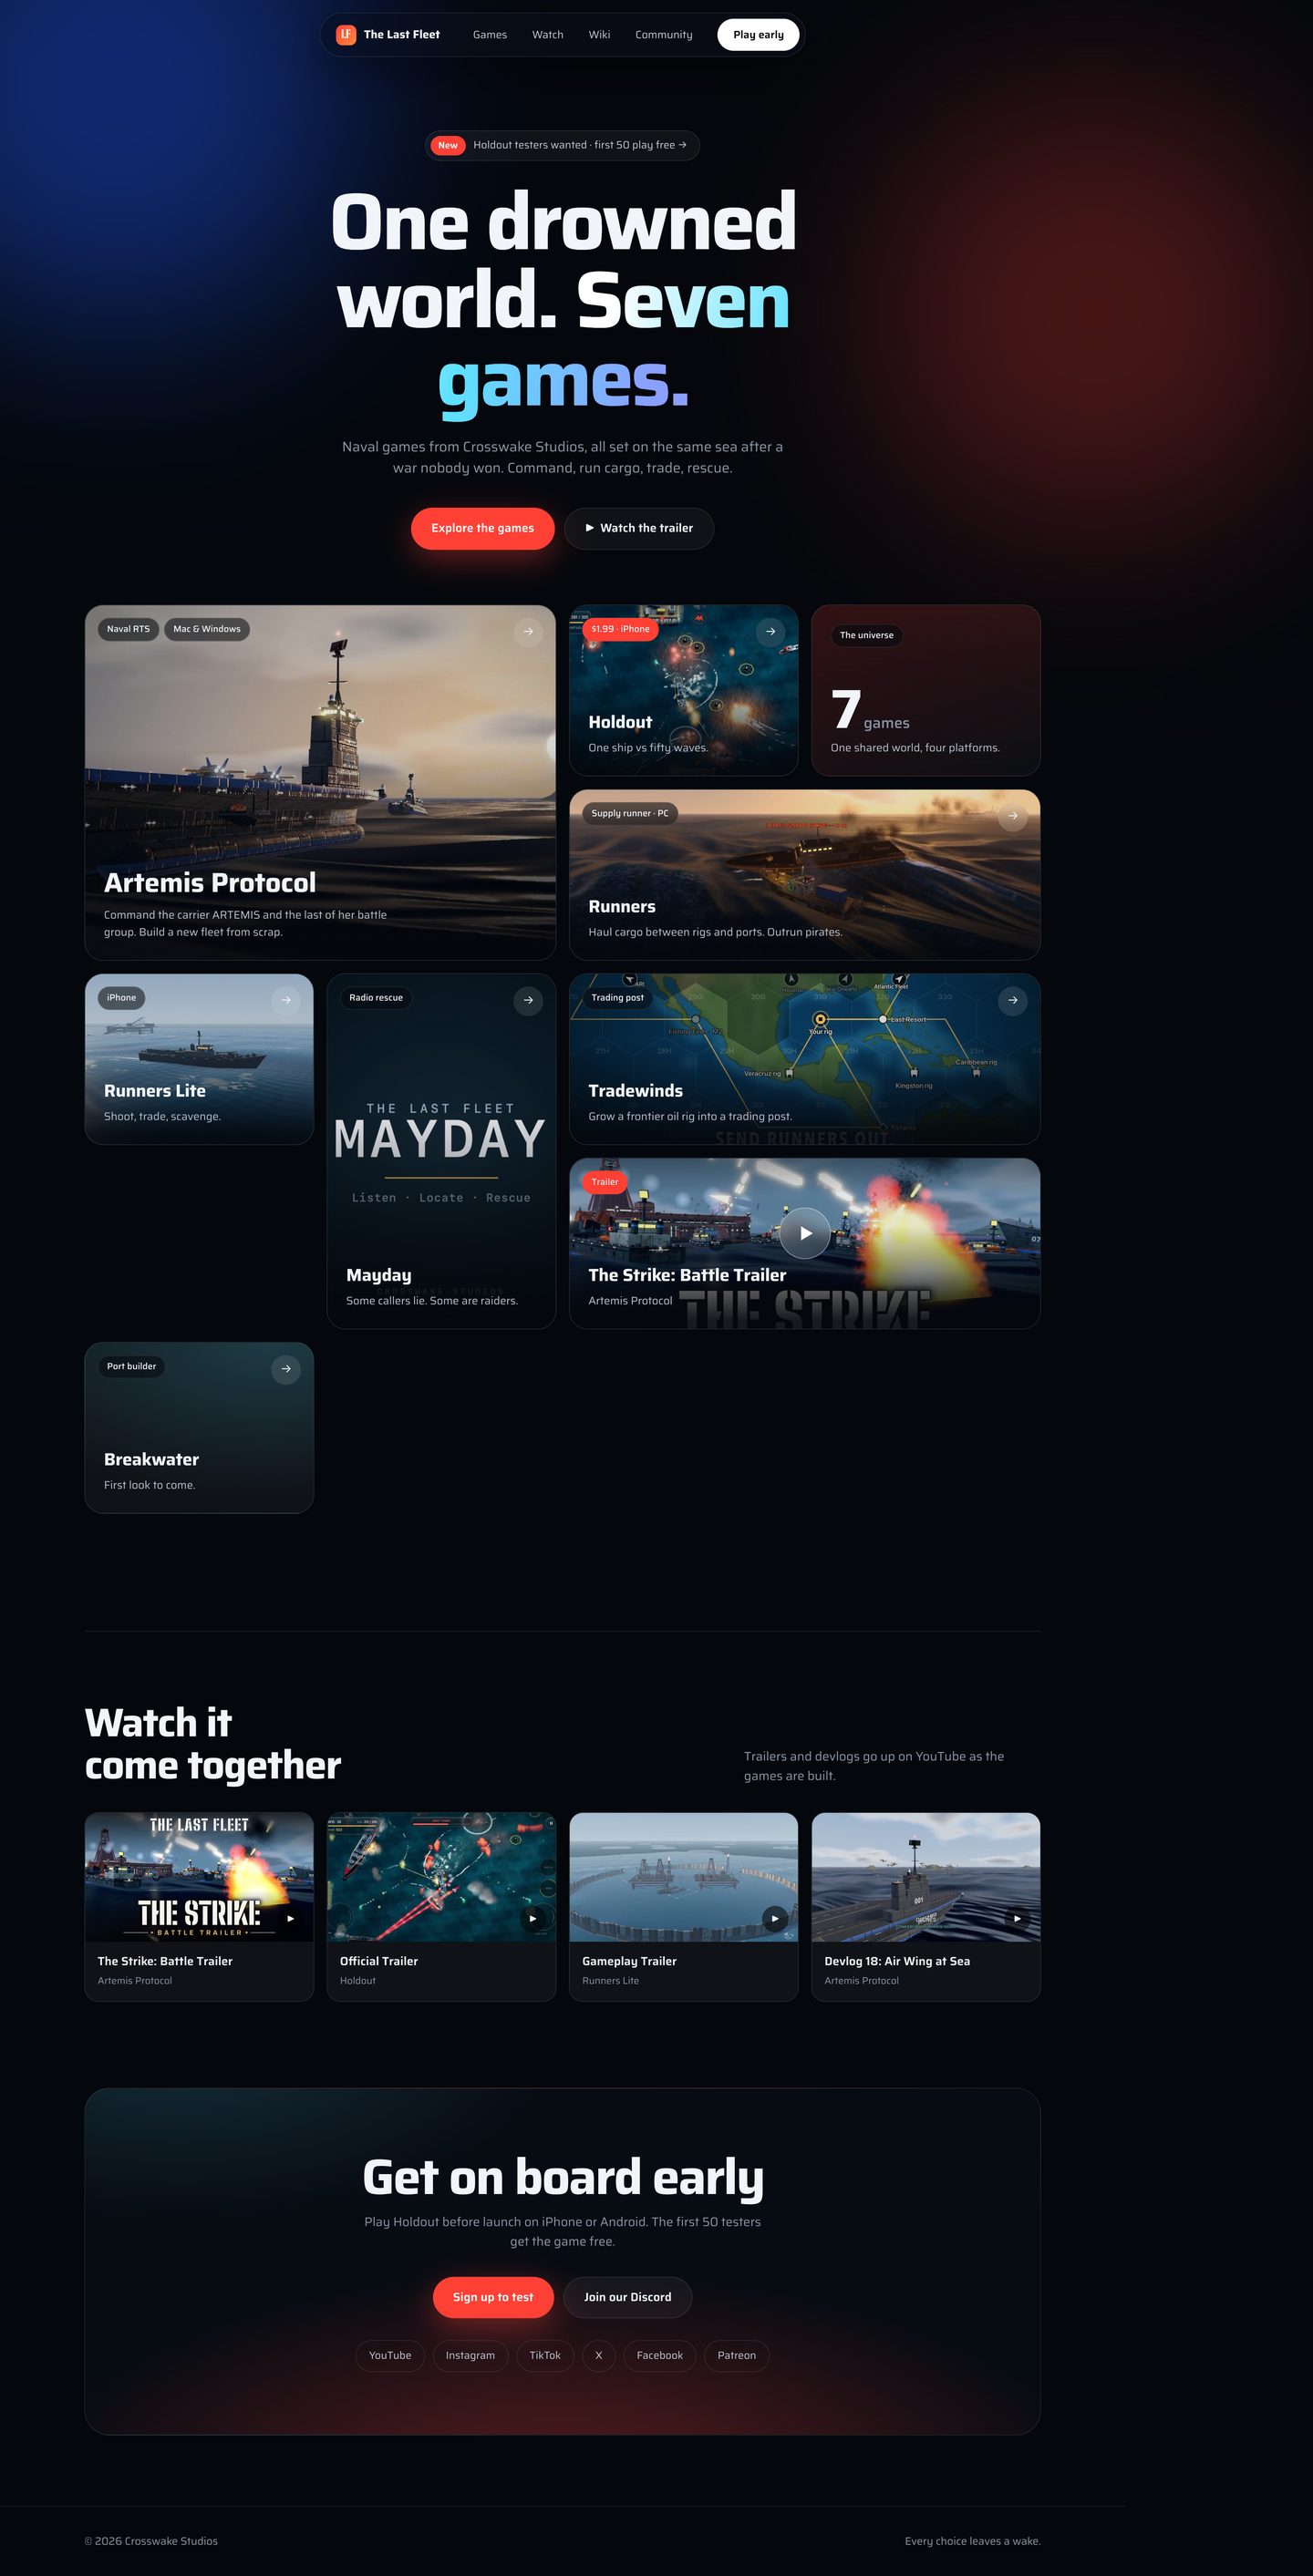 LF The Last Fleet Games Watch Wiki Community Play early
New Holdout testers wanted · first 50 play free →
One drowned
world. Seven
games.
Naval games from Crosswake Studios, all set on the same sea after a
war nobody won. Command, run cargo, trade, rescue.
Explore the games ▶ Watch the trailer
Naval RTS Mac & Windows →
Artemis Protocol
Command the carrier ARTEMIS and the last of her battle
group. Build a new fleet from scrap.
$1.99 · iPhone →
Holdout
One ship vs fifty waves.
The universe
7 games
One shared world, four platforms.
Supply runner · PC →
Runners
Haul cargo between rigs and ports. Outrun pirates.
iPhone →
Runners Lite
Shoot, trade, scavenge.
Radio rescue →
THE LAST FLEET
MAYDAY
Listen · Locate · Rescue
Mayday
CROSSWAKE STUDIOS
Some callers lie. Some are raiders.
Trading post →
Atlantic Fleet
Last Resort
Your rig
Veracruz rig
Caribbean rig
Kingston rig
Panama
Tradewinds
Grow a frontier oil rig into a trading post.
SEND RUNNERS OUT.
Trailer
The Strike: Battle Trailer
Artemis Protocol
THE STRIKE
Port builder →
Breakwater
First look to come.
Watch it
come together
Trailers and devlogs go up on YouTube as the
games are built.
THE LAST FLEET
THE STRIKE
BATTLE TRAILER
The Strike: Battle Trailer
Artemis Protocol
Official Trailer
Holdout
Gameplay Trailer
Runners Lite
001
Devlog 18: Air Wing at Sea
Artemis Protocol
Get on board early
Play Holdout before launch on iPhone or Android. The first 50 testers
get the game free.
Sign up to test Join our Discord
YouTube Instagram TikTok X Facebook Patreon
© 2026 Crosswake Studios Every choice leaves a wake.